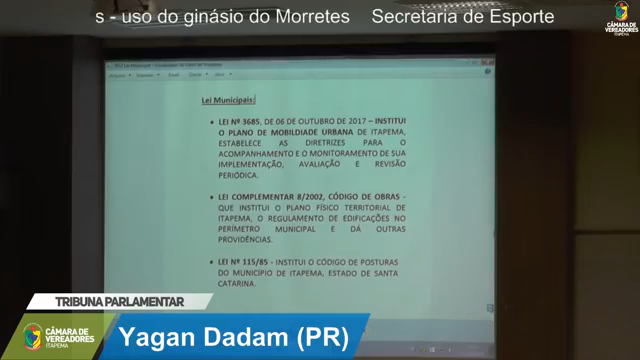 s - uso do ginásio do Morretes    Secretaria de Esporte
CÂMARA DE
VEREADORES
ITAPEMA
Lei Municipais:
• LEI Nº 3685, DE 06 DE OUTUBRO DE 2017 – INSTITUI
O PLANO DE MOBILDIADE URBANA DE ITAPEMA,
ESTABELECE AS DIRETRIZES PARA O
ACOMPANHAMENTO E O MONITORAMENTO DE SUA
IMPLEMENTAÇÃO, AVALIAÇÃO E REVISÃO
PERIÓDICA.
• LEI COMPLEMENTAR 8/2002, CÓDIGO DE OBRAS -
QUE INSTITUI O PLANO FÍSICO TERRITORIAL DE
ITAPEMA, O REGULAMENTO DE EDIFICAÇÕES NO
PERÍMETRO MUNICIPAL E DÁ OUTRAS
PROVIDÊNCIAS.
• LEI Nº 115/85 - INSTITUI O CÓDIGO DE POSTURAS
DO MUNICÍPIO DE ITAPEMA, ESTADO DE SANTA
CATARINA.
TRIBUNA PARLAMENTAR
CÂMARA DE
VEREADORES
ITAPEMA
Yagan Dadam (PR)